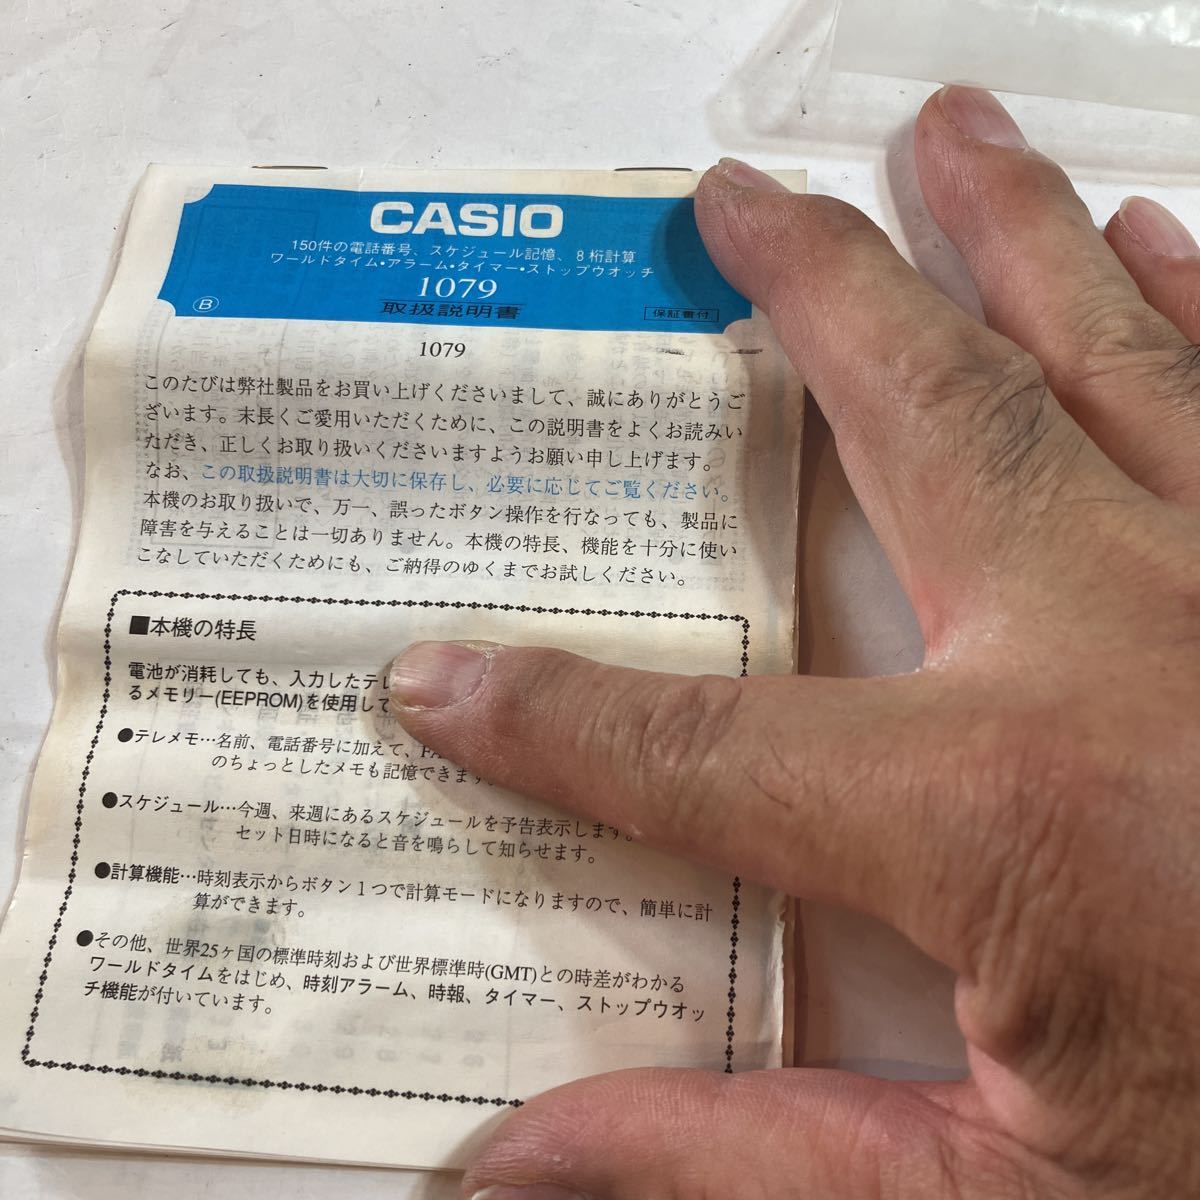 CASIO
150件の電話番号、スケジュール記憶、8桁計算
ワールドタイム・アラーム・タイマー・ストップウオッチ
1079
取扱説明書
B
保証書付
1079
このたびは弊社製品をお買い上げくださいまして、誠にありがとうご
ざいます。末長くご愛用いただくために、この説明書をよくお読みい
ただき、正しくお取り扱いくださいますようお願い申し上げます。
なお、この取扱説明書は大切に保存し、必要に応じてご覧ください。
本機のお取り扱いで、万一、誤ったボタン操作を行なっても、製品に
障害を与えることは一切ありません。本機の特長、機能を十分に使い
こなしていただくためにも、ご納得のゆくまでお試しください。
■本機の特長
電池が消耗しても、入力したテレ
るメモリー(EEPROM)を使用して
●テレメモ…名前、電話番号に加えて、FA
のちょっとしたメモも記憶できます。
●スケジュール…今週、来週にあるスケジュールを予告表示します。
セット日時になると音を鳴らして知らせます。
●計算機能…時刻表示からボタン1つで計算モードになりますので、簡単に計
算ができます。
●その他、世界25ヶ国の標準時刻および世界標準時(GMT)との時差がわかる
ワールドタイムをはじめ、時刻アラーム、時報、タイマー、ストップウオッ
チ機能が付いています。